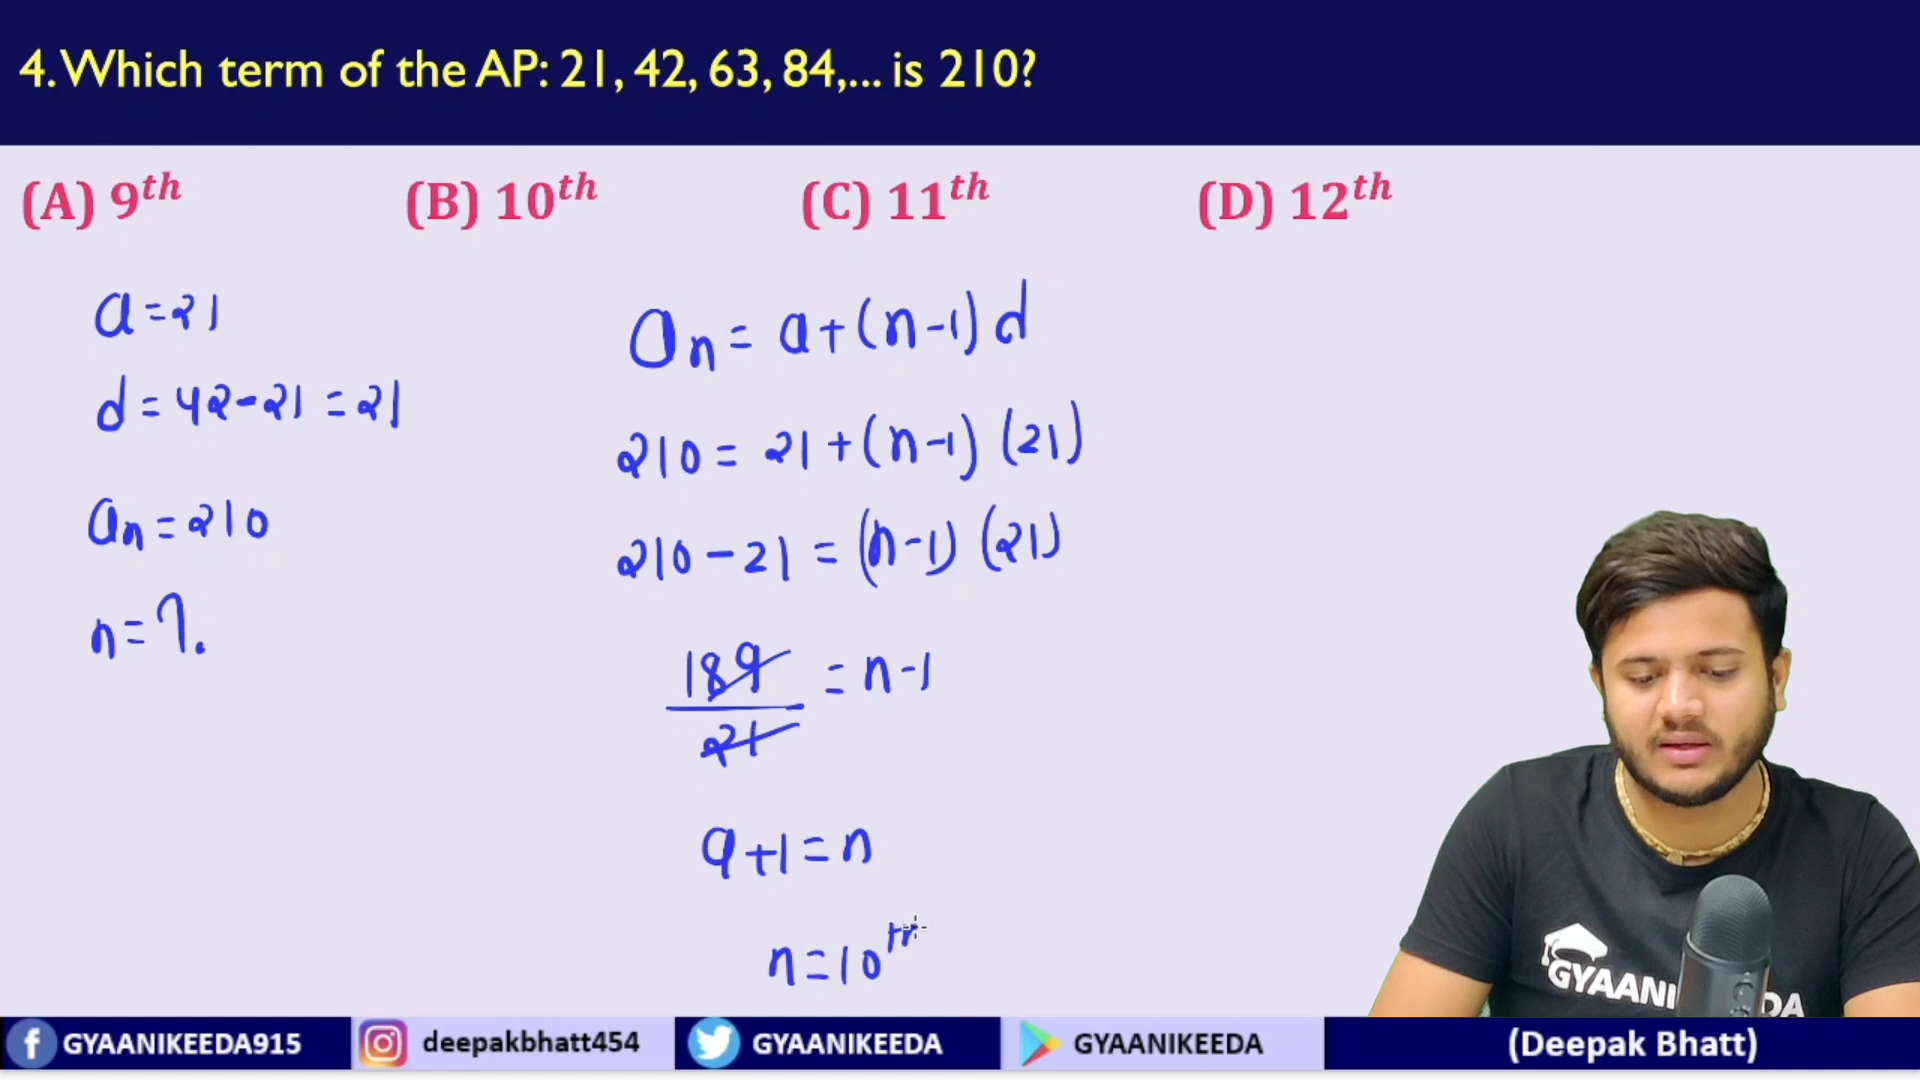 4. Which term of the AP: 21, 42, 63, 84,... is 210?
(A) 9th (B) 10th (C) 11th (D) 12th
a = 21
d = 42 - 21 = 21
an = 210
n = ?.
an = a + (n-1) d
210 = 21 + (n-1) (21)
210 - 21 = (n-1) (21)
189/21 = n-1
9+1 = n
n = 10
GYAANIKEEDA
GYAANIKEEDA915 deepakbhatt454 GYAANIKEEDA GYAANIKEEDA (Deepak Bhatt)